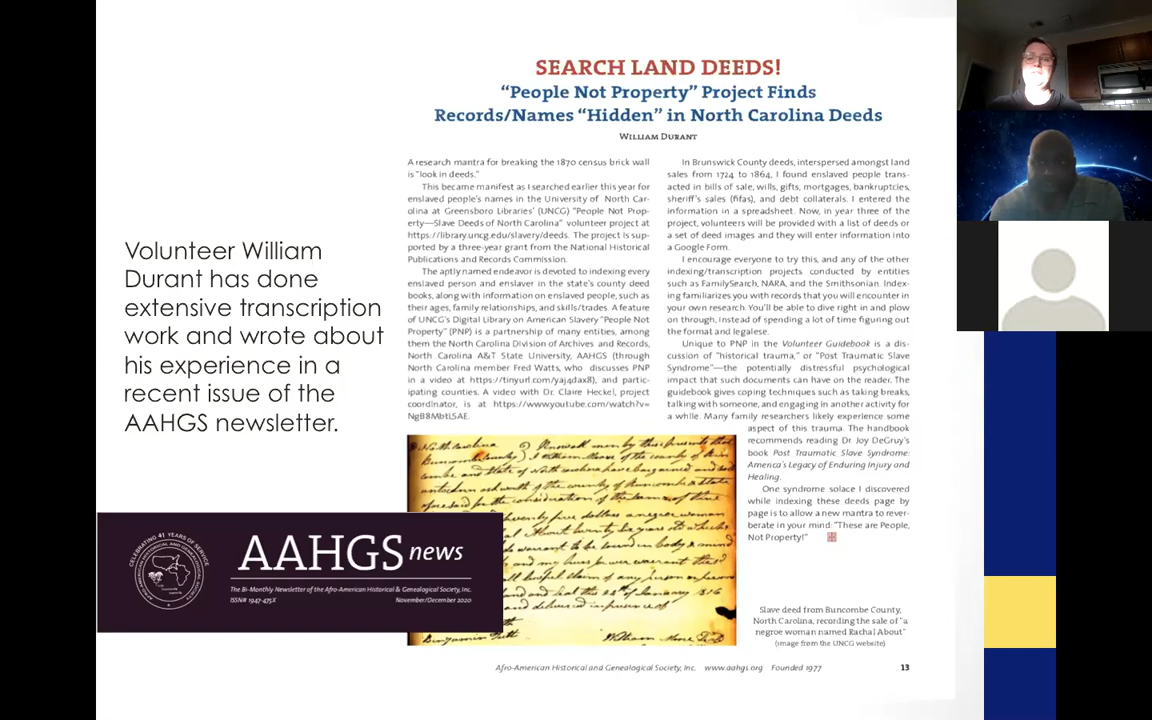 SEARCH LAND DEEDS!
“People Not Property” Project Finds
Records/Names “Hidden” in North Carolina Deeds
WILLIAM DURANT
A research mantra for breaking the 1870 census brick wall
is “look in deeds.”
This became manifest as I searched earlier this year for
enslaved people’s names in the University of North Car-
olina at Greensboro Libraries’ (UNCG) “People Not Prop-
erty—Slave Deeds of North Carolina” volunteer project at
https://library.uncg.edu/slavery/deeds. The project is sup-
ported by a three-year grant from the National Historical
Publications and Records Commission.
The aptly named endeavor is devoted to indexing every
enslaved person and enslaver in the state’s county deed
books, along with information on enslaved people, such as
their ages, family relationships, and skills/trades. A feature
of UNCG’s Digital Library on American Slavery “People Not
Property” (PNP) is a partnership of many entities, among
them the North Carolina Division of Archives and Records,
North Carolina A&T State University, AAHGS (through
North Carolina member Fred Watts, who discusses PNP
in a video at https://tinyurl.com/yaj4dax8), and partic-
ipating counties. A video with Dr. Claire Heckel, project
coordinator, is at https://www.youtube.com/watch?v=
In Brunswick County deeds, interspersed amongst land
sales from 1724 to 1864, I found enslaved people trans-
acted in bills of sale, wills, gifts, mortgages, bankruptcies,
sheriff’s sales (fifas), and debt collaterals. I entered the
information in a spreadsheet. Now, in year three of the
project, volunteers will be provided with a list of deeds or
a set of deed images and they will enter information into
a Google Form.
I encourage everyone to try this, and any of the other
indexing/transcription projects conducted by entities
such as FamilySearch, NARA, and the Smithsonian. Index-
ing familiarizes you with records that you will encounter in
your own research. You’ll be able to dive right in and plow
on through, instead of spending a lot of time figuring out
the format and legalese.
Unique to PNP in the Volunteer Guidebook is a dis-
cussion of “historical trauma,” or “Post Traumatic Slave
Syndrome”—the potentially distressful psychological
impact that such documents can have on the reader. The
guidebook gives coping techniques such as taking breaks,
talking with someone, and engaging in another activity for
a while. Many family researchers likely experience some
aspect of this trauma. The handbook
recommends reading Dr. Joy DeGruy’s
book Post Traumatic Slave Syndrome:
America’s Legacy of Enduring Injury and
Healing.
One syndrome solace I discovered
while indexing these deeds page by
page is to allow a new mantra to rever-
berate in your mind: “These are People,
Not Property!”
Volunteer William
Durant has done
extensive transcription
work and wrote about
his experience in a
recent issue of the
AAHGS newsletter.
CELEBRATING 41 YEARS OF SERVICE
AAHGS news
The Bi-Monthly Newsletter of the Afro-American Historical & Genealogical Society, Inc.
ISSN# 1947-475X November/December 2020
Slave deed from Buncombe County,
North Carolina, recording the sale of “a
negroe woman named Rachal About”
(image from the UNCG website)
Afro-American Historical and Genealogical Society, Inc. www.aahgs.org Founded 1977 13